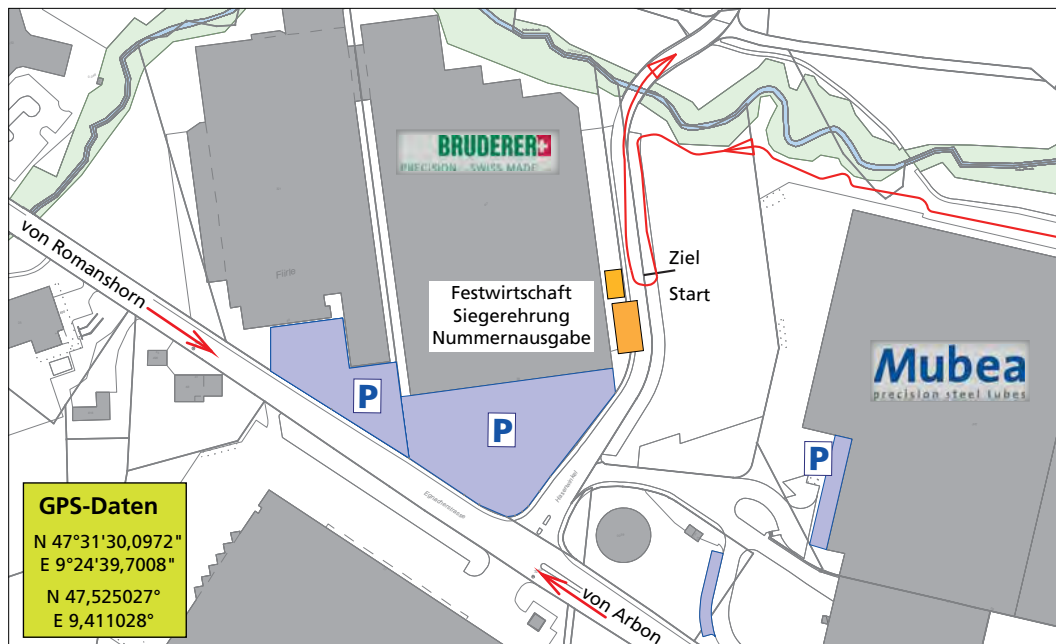 BRUDERER
PRECISION. SWISS MADE
von Romanshorn
Ziel
Start
Festwirtschaft
Siegerehrung
Nummernausgabe
Mubea
precision steel tubes
P
P
P
Egnacherstrasse
GPS-Daten
N 47°31'30,0972"
E 9°24'39,7008"
N 47,525027°
E 9,411028°
von Arbon